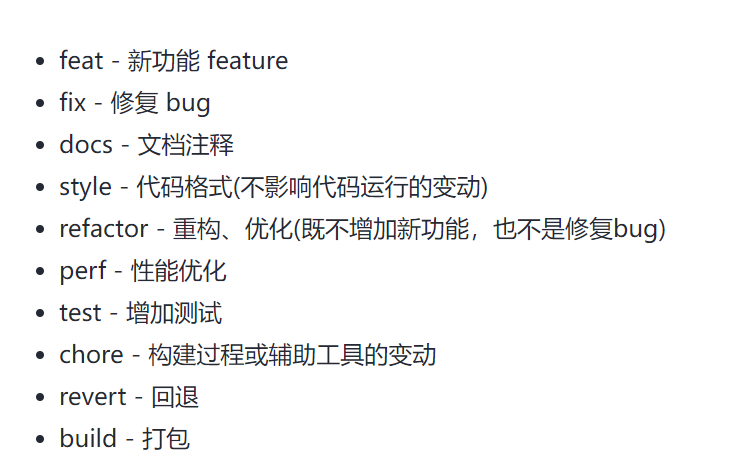 feat - 新功能 feature
fix - 修复 bug
docs - 文档注释
style - 代码格式(不影响代码运行的变动)
refactor - 重构、优化(既不增加新功能，也不是修复bug)
perf - 性能优化
test - 增加测试
chore - 构建过程或辅助工具的变动
revert - 回退
build - 打包